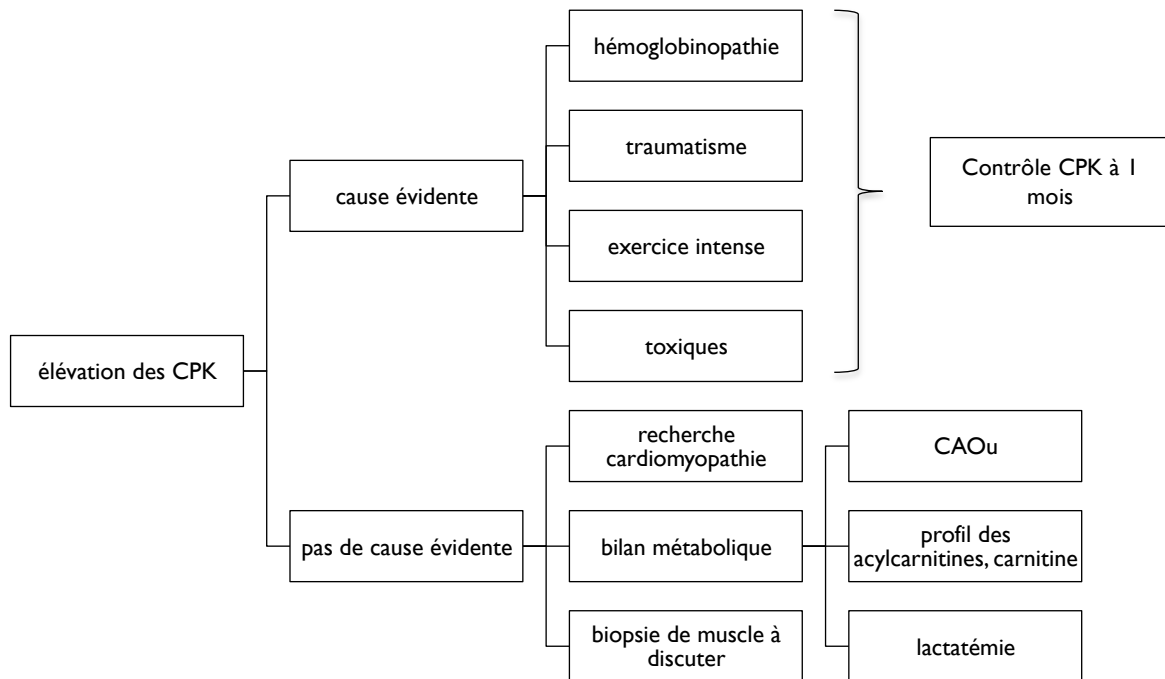 hémoglobinopathie
traumatisme
Contrôle CPK à 1
mois
cause évidente
exercice intense
toxiques
élévation des CPK
recherche
cardiomyopathie
CAOu
pas de cause évidente
bilan métabolique
profil des
acylcarnitines, carnitine
biopsie de muscle à
discuter
lactatémie